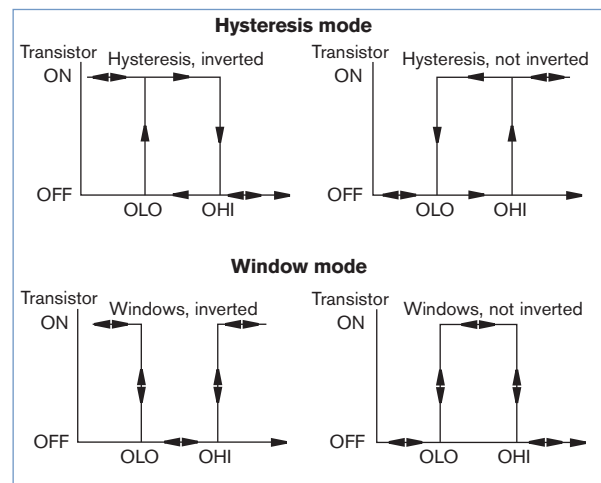 Hysteresis mode
Transistor
Hysteresis, inverted
ON
OFF
OLO
OHI
Transistor
Hysteresis, not inverted
ON
OFF
OLO
OHI
Window mode
Transistor
Windows, inverted
ON
OFF
OLO
OHI
Transistor
Windows, not inverted
ON
OFF
OLO
OHI